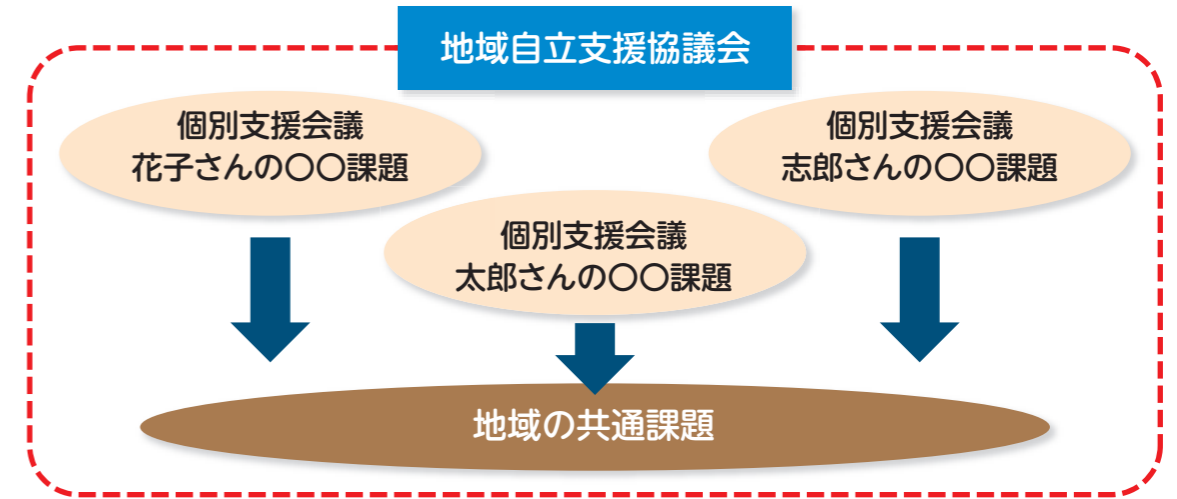 地域自立支援協議会
個別支援会議
花子さんの〇〇課題
個別支援会議
志郎さんの〇〇課題
個別支援会議
太郎さんの〇〇課題
地域の共通課題